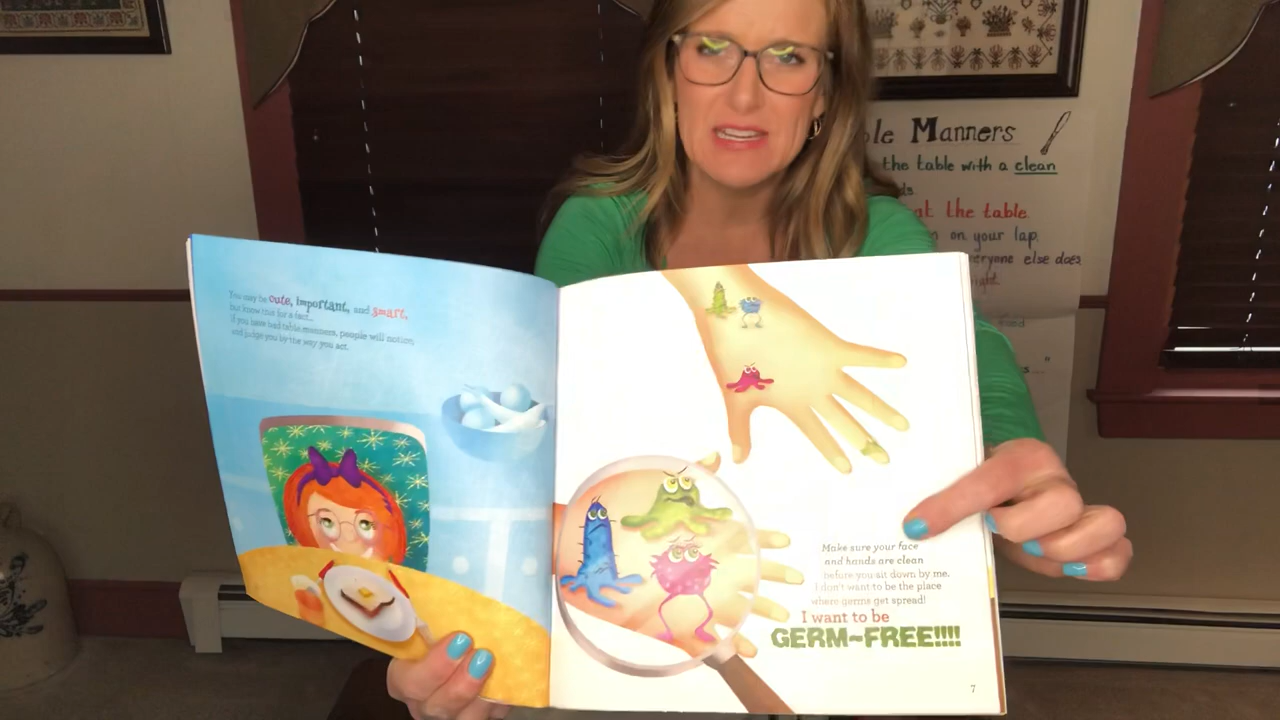 You may be cute, important, and smart,
but know this for a fact...
If you have bad table manners, people will notice
and judge you by the way you act.
Make sure your face
and hands are clean
before you sit down by me.
I don't want to be the place
where germs get spread!
I want to be
GERM~FREE!!!!
7
Manners
the table with a clean
at the table
on your lap.
everyone else does